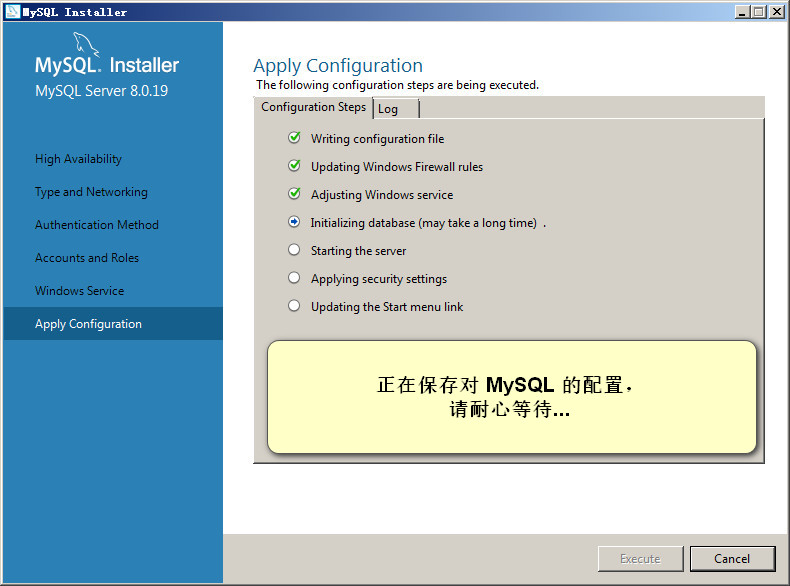 MySQL Installer
MySQL. Installer
MySQL Server 8.0.19
High Availability
Type and Networking
Authentication Method
Accounts and Roles
Windows Service
Apply Configuration
Apply Configuration
The following configuration steps are being executed.
Configuration Steps Log
Writing configuration file
Updating Windows Firewall rules
Adjusting Windows service
Initializing database (may take a long time) .
Starting the server
Applying security settings
Updating the Start menu link
正在保存对 MySQL 的配置，
请耐心等待...
Execute Cancel